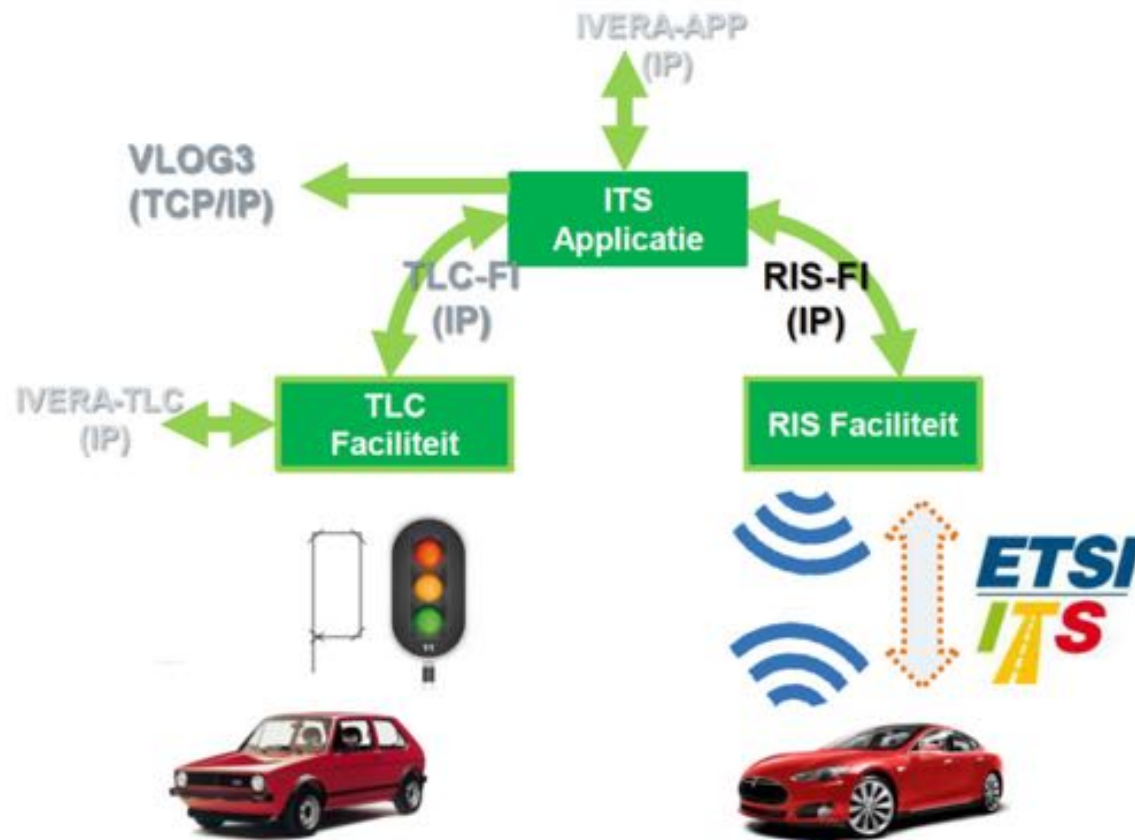 IVERA-APP
(IP)
VLOG3
(TCP/IP)
ITS
Applicatie
TLC-FI
(IP)
RIS-FI
(IP)
IVERA-TLC
(IP)
TLC
Faciliteit
RIS Faciliteit
ETSI
ITS